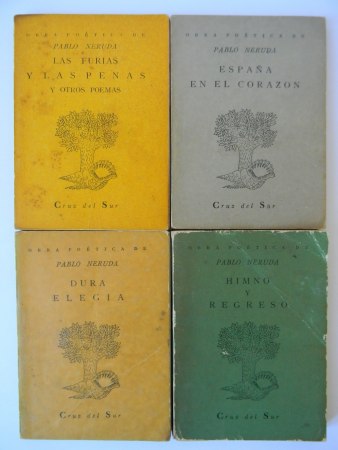 OBRA POÉTICA DE
PABLO NERUDA
LAS FURIAS
Y LAS PENAS
Y OTROS POEMAS
Cruz del Sur
OBRA POÉTICA DE
PABLO NERUDA
ESPAÑA
EN EL CORAZON
Cruz del Sur
OBRA POÉTICA DE
PABLO NERUDA
DURA
ELEGIA
Cruz del Sur
OBRA POÉTICA DE
PABLO NERUDA
HIMNO
Y
REGRESO
Cruz del Sur